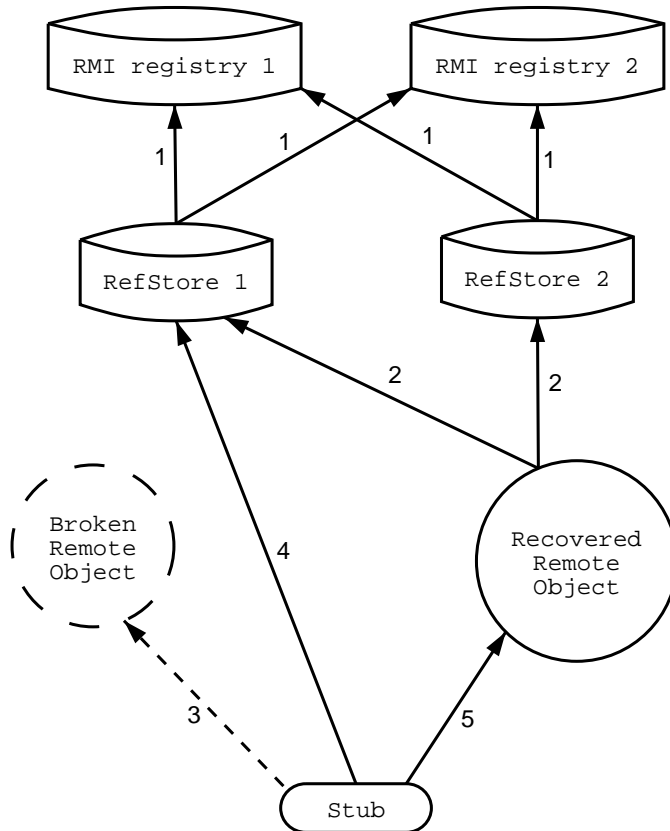 RMI registry 1
RMI registry 2
1
1
1
1
RefStore 1
RefStore 2
2
2
Broken
Remote
Object
Recovered
Remote
Object
4
3
5
Stub